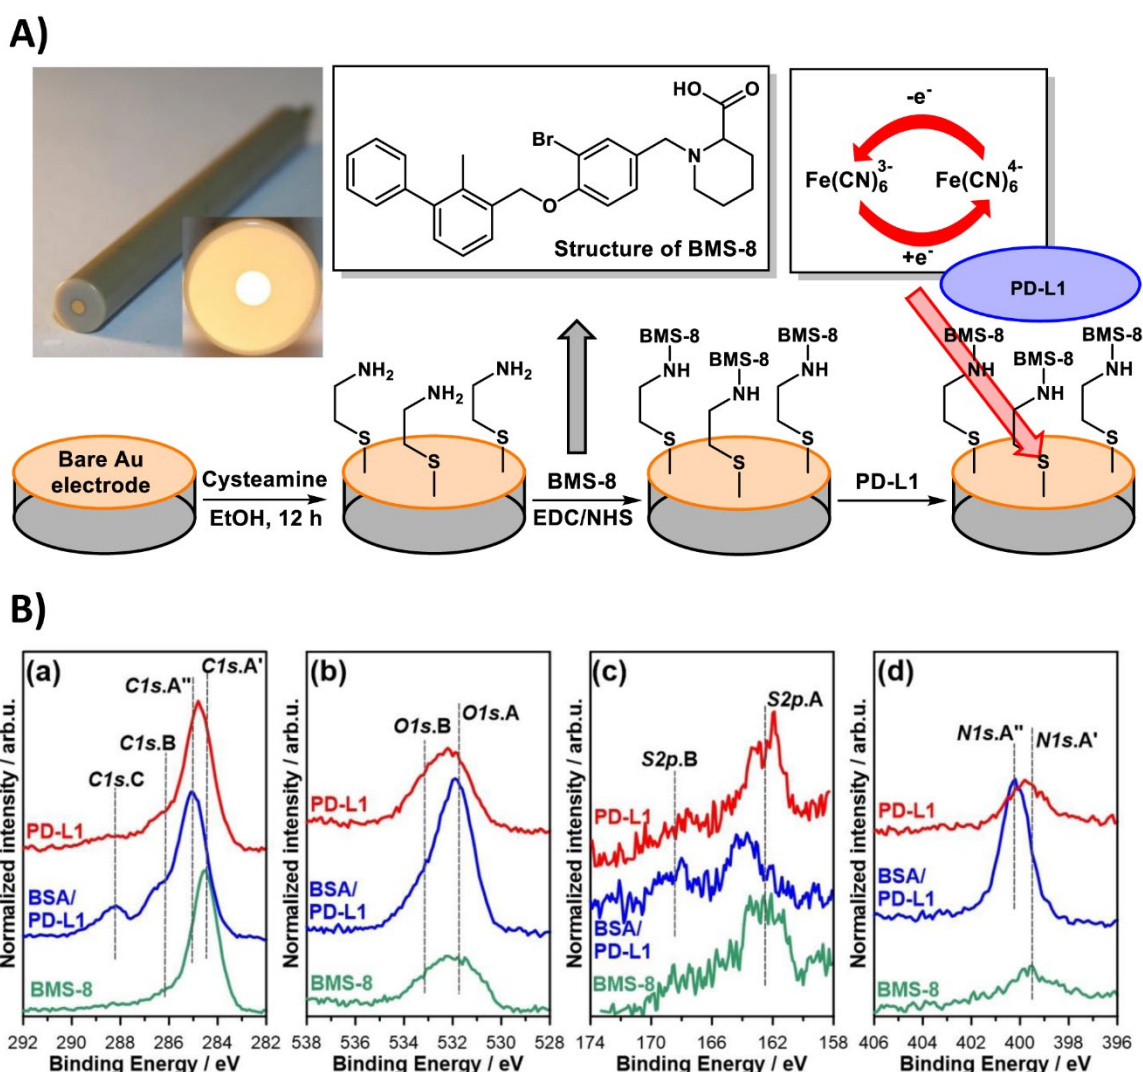 A)
HO
O
Br
N
O
Structure of BMS-8
-e-
Fe(CN)6 3-
Fe(CN)6 4-
+e-
PD-L1
NH2
NH2
NH2
S
S
S
BMS-8
NH
BMS-8
NH
BMS-8
NH
S
S
S
BMS-8
NH
BMS-8
NH
BMS-8
NH
S
S
S
Bare Au
electrode
Cysteamine
EtOH, 12 h
BMS-8
EDC/NHS
PD-L1
B)
(a)
C1s.A'
C1s.A"
C1s.B
C1s.C
PD-L1
BSA/
PD-L1
BMS-8
Normalized intensity / arb.u.
292 290 288 286 284 282
Binding Energy / eV
(b)
O1s.A
O1s.B
PD-L1
BSA/
PD-L1
BMS-8
Normalized intensity / arb.u.
538 536 534 532 530 528
Binding Energy / eV
(c)
S2p.A
S2p.B
PD-L1
BSA/
PD-L1
BMS-8
Normalized intensity / arb.u.
174 170 166 162 158
Binding Energy / eV
(d)
N1s.A"
N1s.A'
PD-L1
BSA/
PD-L1
BMS-8
Normalized intensity / arb.u.
406 404 402 400 398 396
Binding Energy / eV